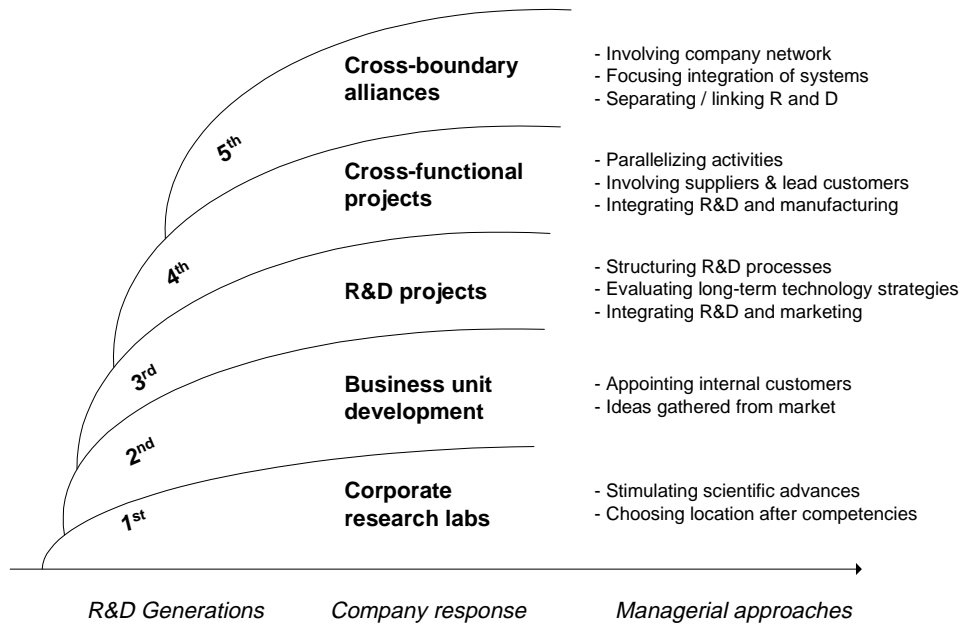 Cross-boundary
alliances
- Involving company network
- Focusing integration of systems
- Separating / linking R and D
5th
Cross-functional
projects
- Parallelizing activities
- Involving suppliers & lead customers
- Integrating R&D and manufacturing
4th
R&D projects
- Structuring R&D processes
- Evaluating long-term technology strategies
- Integrating R&D and marketing
3rd
Business unit
development
- Appointing internal customers
- Ideas gathered from market
2nd
Corporate
research labs
- Stimulating scientific advances
- Choosing location after competencies
1st
R&D Generations
Company response
Managerial approaches